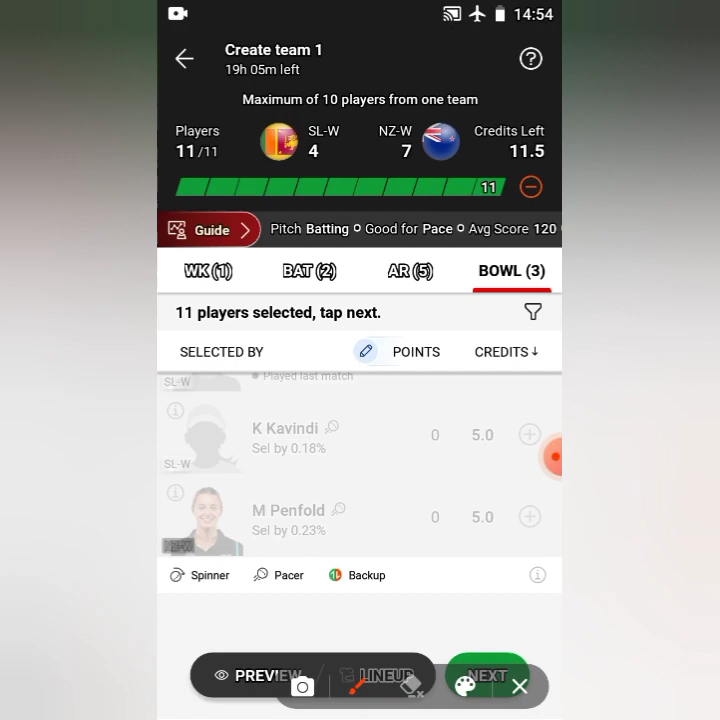 14:54
Create team 1
19h 05m left
Maximum of 10 players from one team
Players
11/11
SL-W
4
NZ-W
7
Credits Left
11.5
11
Guide
Pitch Batting Good for Pace Avg Score 120
WK (1) BAT (2) AR (5) BOWL (3)
11 players selected, tap next.
SELECTED BY POINTS CREDITS↓
SL-W
Played last match
K Kavindi
Sel by 0.18%
0 5.0
SL-W
M Penfold
Sel by 0.23%
0 5.0
NZ-W
Spinner Pacer Backup
PREVIEW / LINEUP NEXT